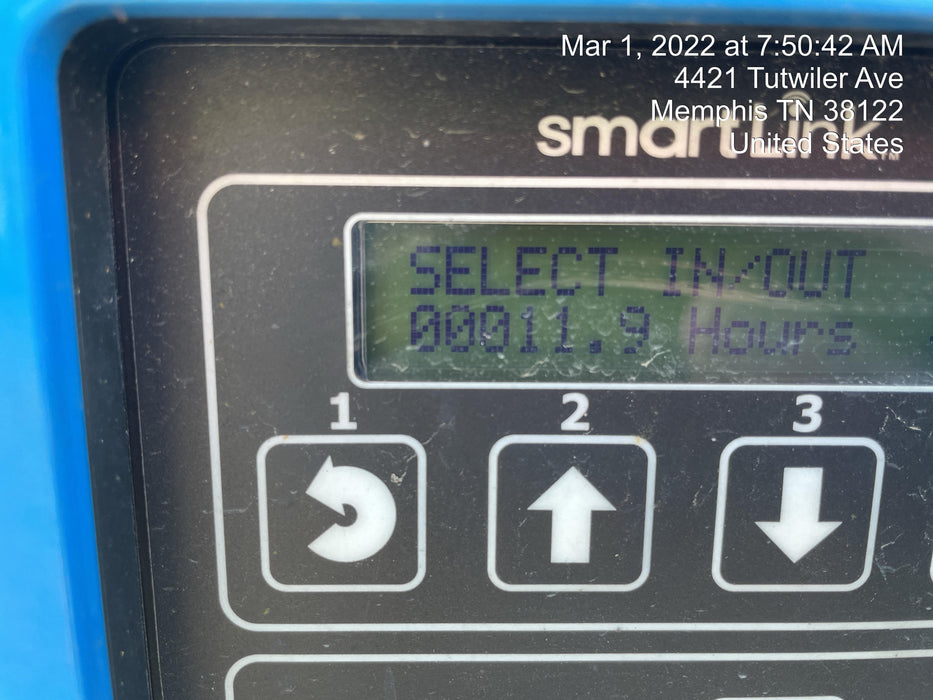 Mar 1, 2022 at 7:50:42 AM
4421 Tutwiler Ave
Memphis TN 38122
United States
smartLink™
SELECT IN/OUT
00011.9 Hours
1 2 3